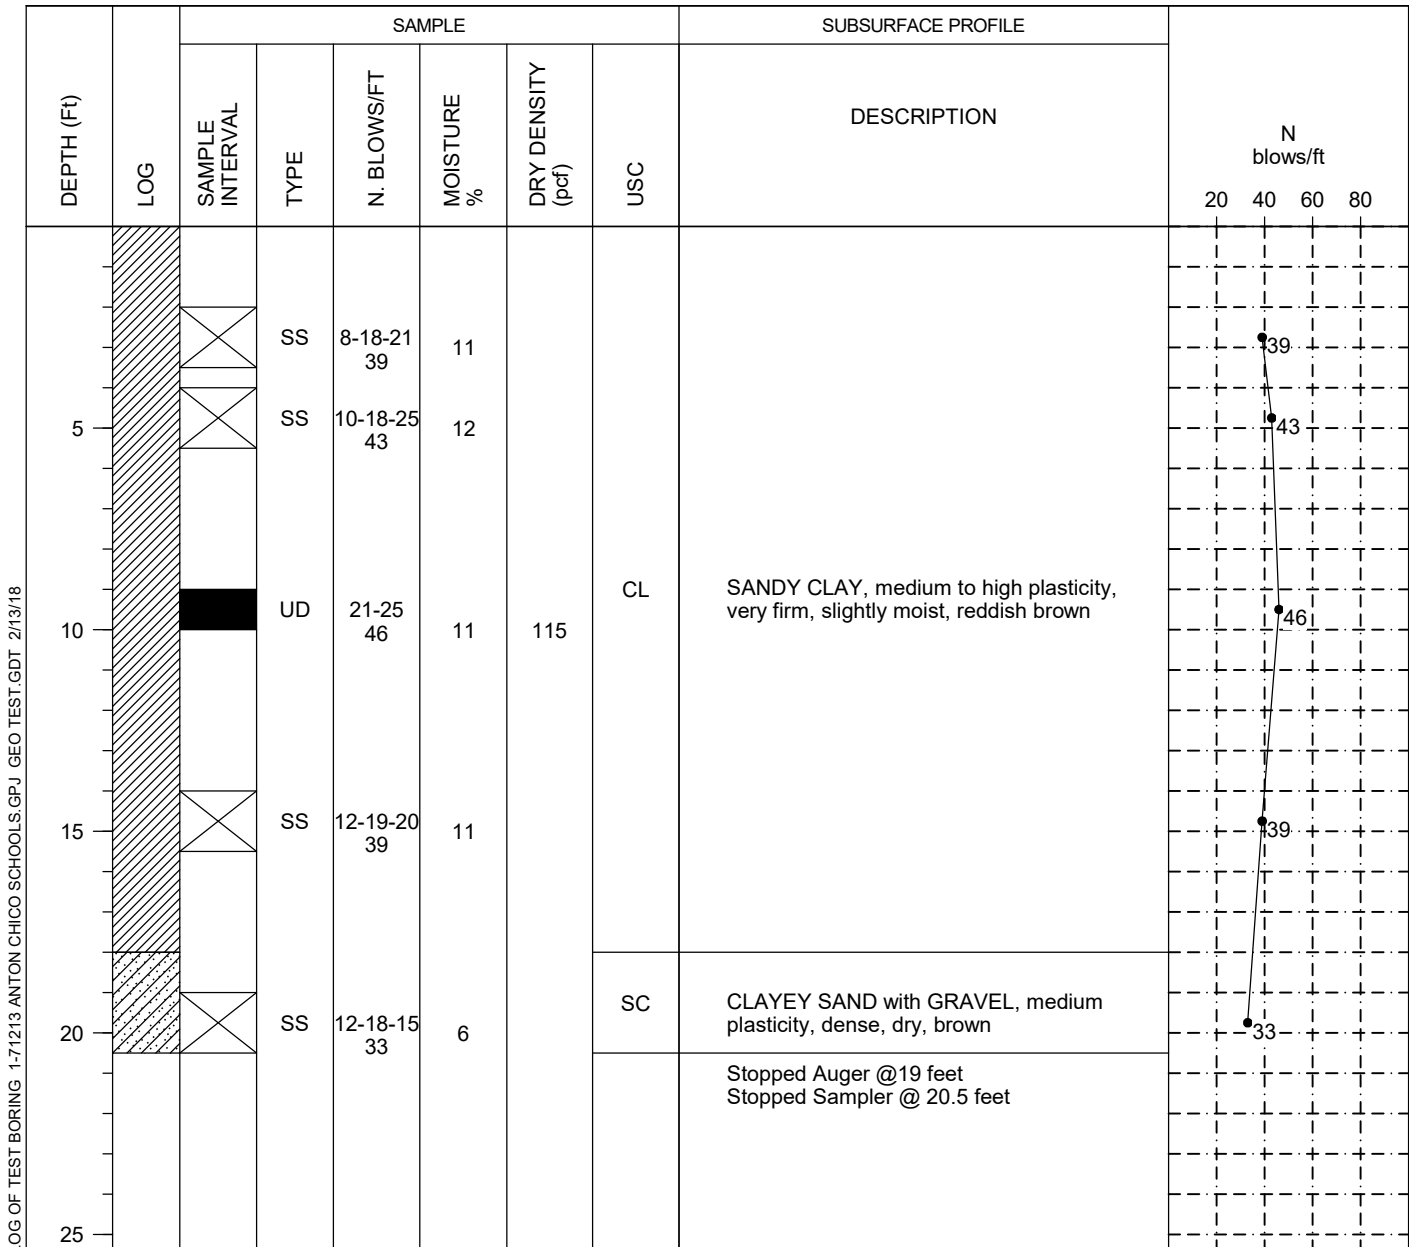 SAMPLE
SUBSURFACE PROFILE
DEPTH (Ft)
LOG
SAMPLE
INTERVAL
TYPE
N. BLOWS/FT
MOISTURE
%
DRY DENSITY
(pcf)
USC
DESCRIPTION
N
blows/ft
20 40 60 80
SS 8-18-21 11
39
39
5 SS 10-18-25 12
43
43
10 UD 21-25 11 115
46
CL
SANDY CLAY, medium to high plasticity,
very firm, slightly moist, reddish brown
46
15 SS 12-19-20 11
39
39
20 SS 12-18-15 6
33
SC
CLAYEY SAND with GRAVEL, medium
plasticity, dense, dry, brown
33
Stopped Auger @19 feet
Stopped Sampler @ 20.5 feet
25
OG OF TEST BORING 1-71213 ANTON CHICO SCHOOLS.GPJ GEO TEST.GDT 2/13/18